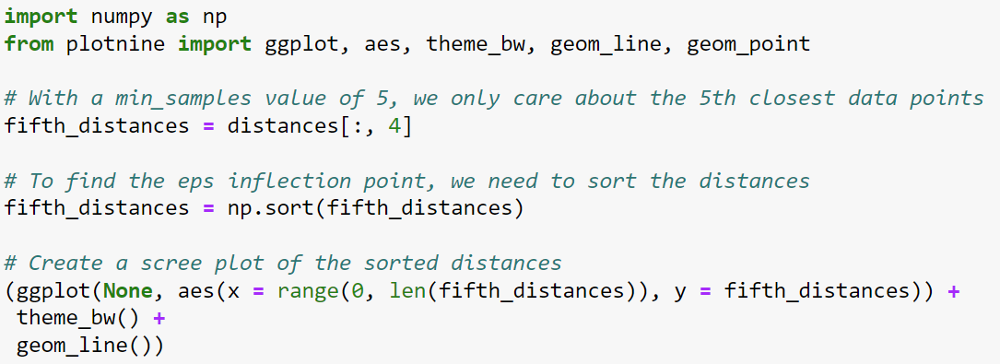 import numpy as np
from plotnine import ggplot, aes, theme_bw, geom_line, geom_point
# With a min_samples value of 5, we only care about the 5th closest data points
fifth_distances = distances[:, 4]
# To find the eps inflection point, we need to sort the distances
fifth_distances = np.sort(fifth_distances)
# Create a scree plot of the sorted distances
(ggplot(None, aes(x = range(0, len(fifth_distances)), y = fifth_distances)) +
 theme_bw() +
 geom_line())